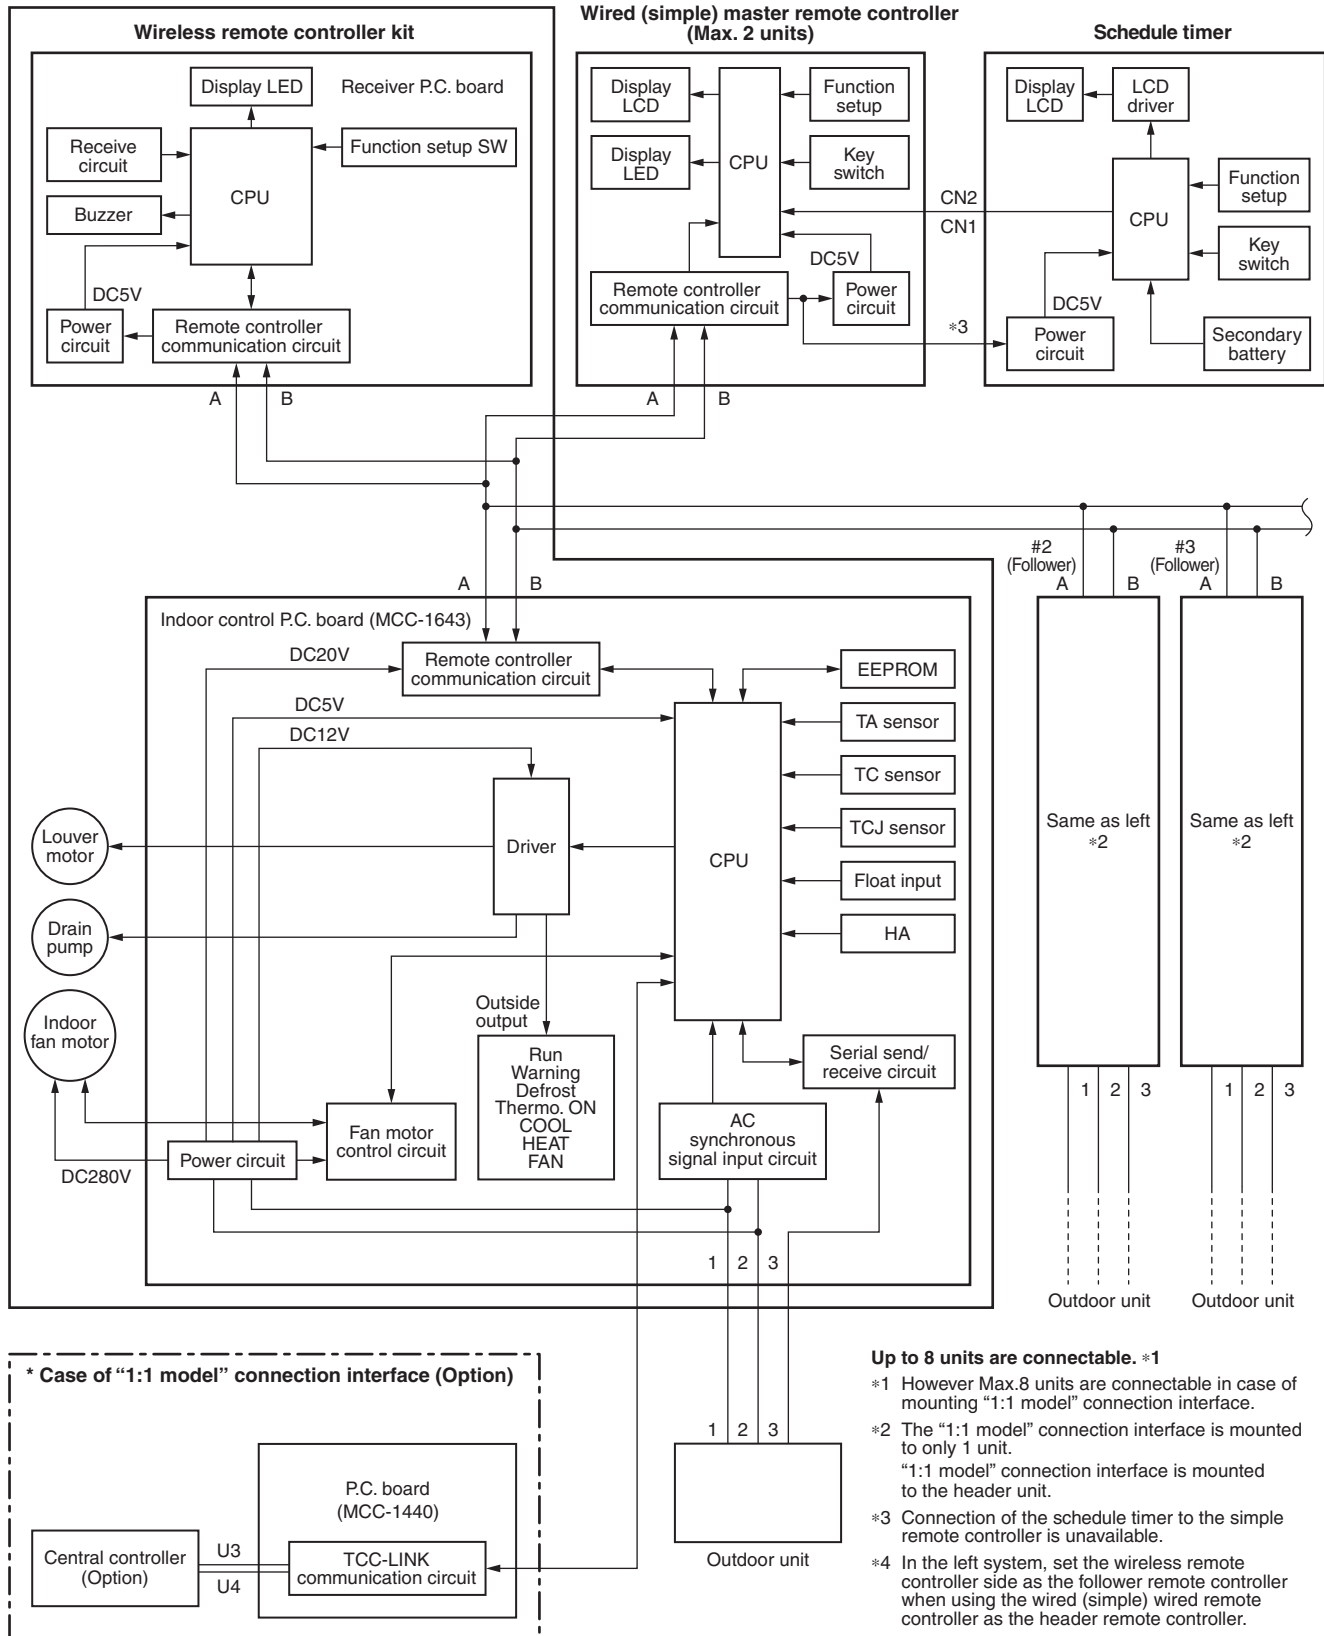 Wireless remote controller kit
Wired (simple) master remote controller
(Max. 2 units)
Schedule timer
Display LED
Receiver P.C. board
Receive
circuit
CPU
Function setup SW
Buzzer
DC5V
Power
circuit
Remote controller
communication circuit
A
B
Display
LCD
Function
setup
Display
LED
CPU
Key
switch
DC5V
Remote controller
communication circuit
Power
circuit
A
B
CN2
CN1
*3
Display
LCD
LCD
driver
Function
setup
CPU
Key
switch
DC5V
Power
circuit
Secondary
battery
#2
(Follower)
A
B
#3
(Follower)
A
B
A
B
Indoor control P.C. board (MCC-1643)
DC20V
Remote controller
communication circuit
EEPROM
DC5V
TA sensor
DC12V
TC sensor
TCJ sensor
Louver
motor
Driver
CPU
Float input
Drain
pump
HA
Same as left
*2
Same as left
*2
Indoor
fan motor
Outside
output
Run
Warning
Defrost
Thermo. ON
COOL
HEAT
FAN
Serial send/
receive circuit
Fan motor
control circuit
AC
synchronous
signal input circuit
Power circuit
DC280V
1
2
3
1
2
3
1
2
3
Outdoor unit
Outdoor unit
* Case of “1:1 model” connection interface (Option)
P.C. board
(MCC-1440)
Central controller
(Option)
U3
U4
TCC-LINK
communication circuit
1
2
3
Outdoor unit
Up to 8 units are connectable. *1
*1 However Max.8 units are connectable in case of
mounting “1:1 model” connection interface.
*2 The “1:1 model” connection interface is mounted
to only 1 unit.
“1:1 model” connection interface is mounted
to the header unit.
*3 Connection of the schedule timer to the simple
remote controller is unavailable.
*4 In the left system, set the wireless remote
controller side as the follower remote controller
when using the wired (simple) wired remote
controller as the header remote controller.